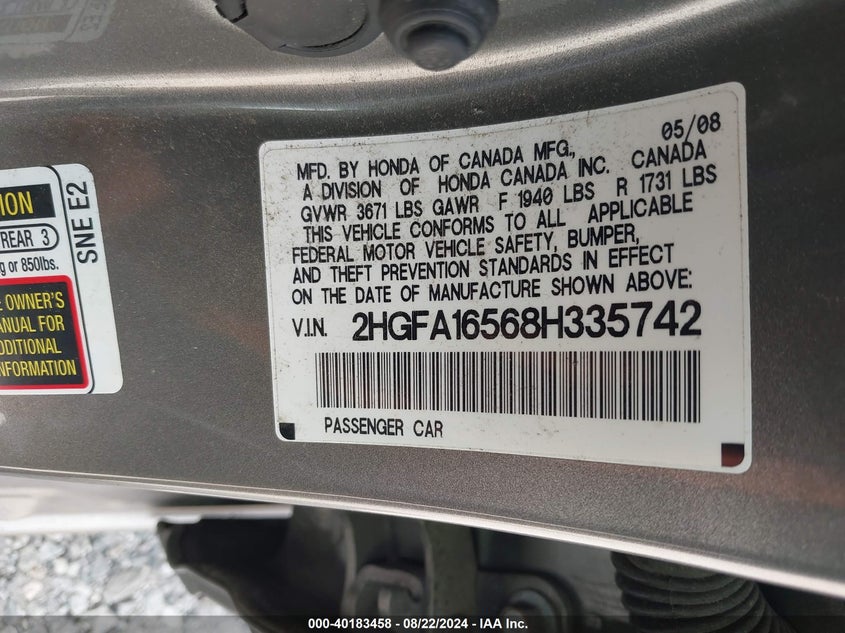 05/08
MFD. BY HONDA OF CANADA MFG.,
A DIVISION OF HONDA CANADA INC. CANADA
GVWR 3671 LBS GAWR F 1940 LBS R 1731 LBS
THIS VEHICLE CONFORMS TO ALL APPLICABLE
FEDERAL MOTOR VEHICLE SAFETY, BUMPER,
AND THEFT PREVENTION STANDARDS IN EFFECT
ON THE DATE OF MANUFACTURE SHOWN ABOVE:
V.I.N. 2HGFA16568H335742
PASSENGER CAR
SNE E2
ION
REAR 3
or 850lbs.
OWNER'S
FOR
000-40183458 - 08/22/2024 - IAA Inc.